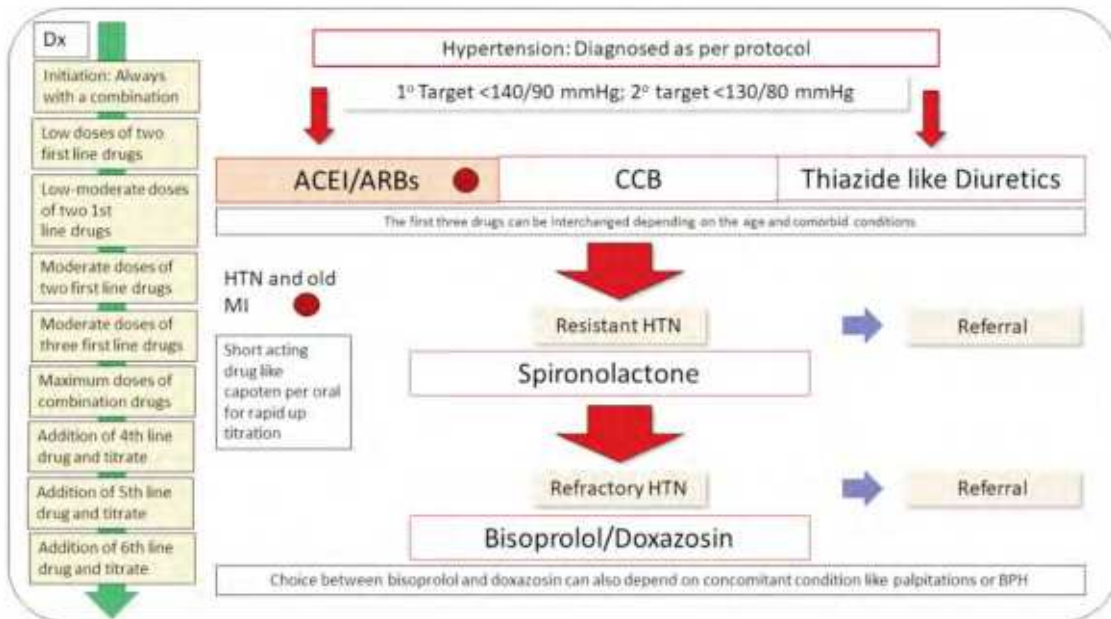 Dx
Initiation: Always
with a combination
Low doses of two
first line drugs
Low-moderate doses
of two 1st
line drugs
Moderate doses of
two first line drugs
Moderate doses of
three first line drugs
Maximum doses of
combination drugs
Addition of 4th line
drug and titrate
Addition of 5th line
drug and titrate
Addition of 6th line
drug and titrate
Hypertension: Diagnosed as per protocol
1° Target <140/90 mmHg; 2° target <130/80 mmHg
ACEI/ARBs
CCB
Thiazide like Diuretics
The first three drugs can be interchanged depending on the age and comorbid conditions
HTN and old
MI
Short acting
drug like
capoten per oral
for rapid up
titration
Resistant HTN
Referral
Spironolactone
Refractory HTN
Referral
Bisoprolol/Doxazosin
Choice between bisoprolol and doxazosin can also depend on concomitant condition like palpitations or BPH